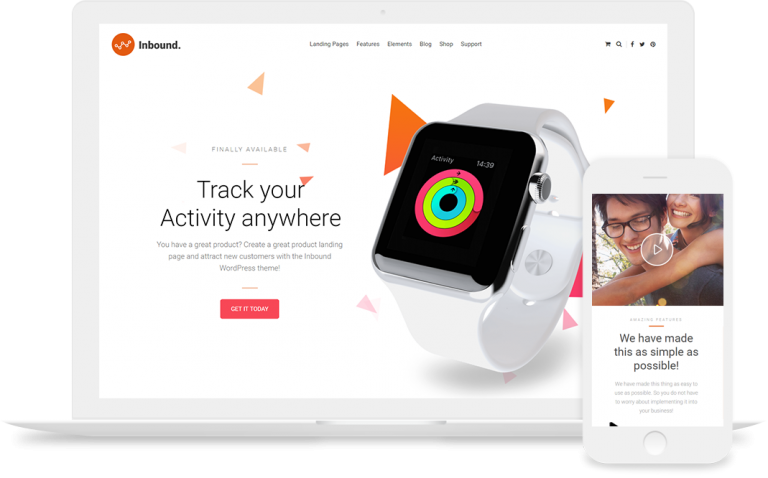 Inbound.
Landing Pages Features Elements Blog Shop Support
FINALLY AVAILABLE
Track your
Activity anywhere
You have a great product? Create a great product landing
page and attract new customers with the Inbound
WordPress theme!
GET IT TODAY
Activity 14:39
AMAZING FEATURES
We have made
this as simple as
possible!
We have made this thing as easy to
use as possible. So you do not have
to worry about implementing it into
your business!